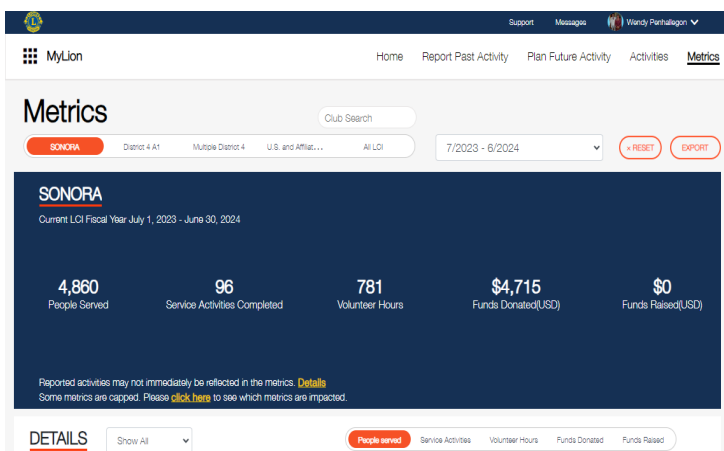 Support Messages Wendy Penhallegon
MyLion Home Report Past Activity Plan Future Activity Activities Metrics
Metrics
Club Search
SONORA District 4 A1 Multiple District 4 U.S. and Affiliat... All LCI 7/2023 - 6/2024 × RESET EXPORT
SONORA
Current LCI Fiscal Year July 1, 2023 - June 30, 2024
4,860 96 781 $4,715 $0
People Served Service Activities Completed Volunteer Hours Funds Donated(USD) Funds Raised(USD)
Reported activities may not immediately be reflected in the metrics. Details
Some metrics are capped. Please click here to see which metrics are impacted.
DETAILS Show All People served Service Activities Volunteer Hours Funds Donated Funds Raised